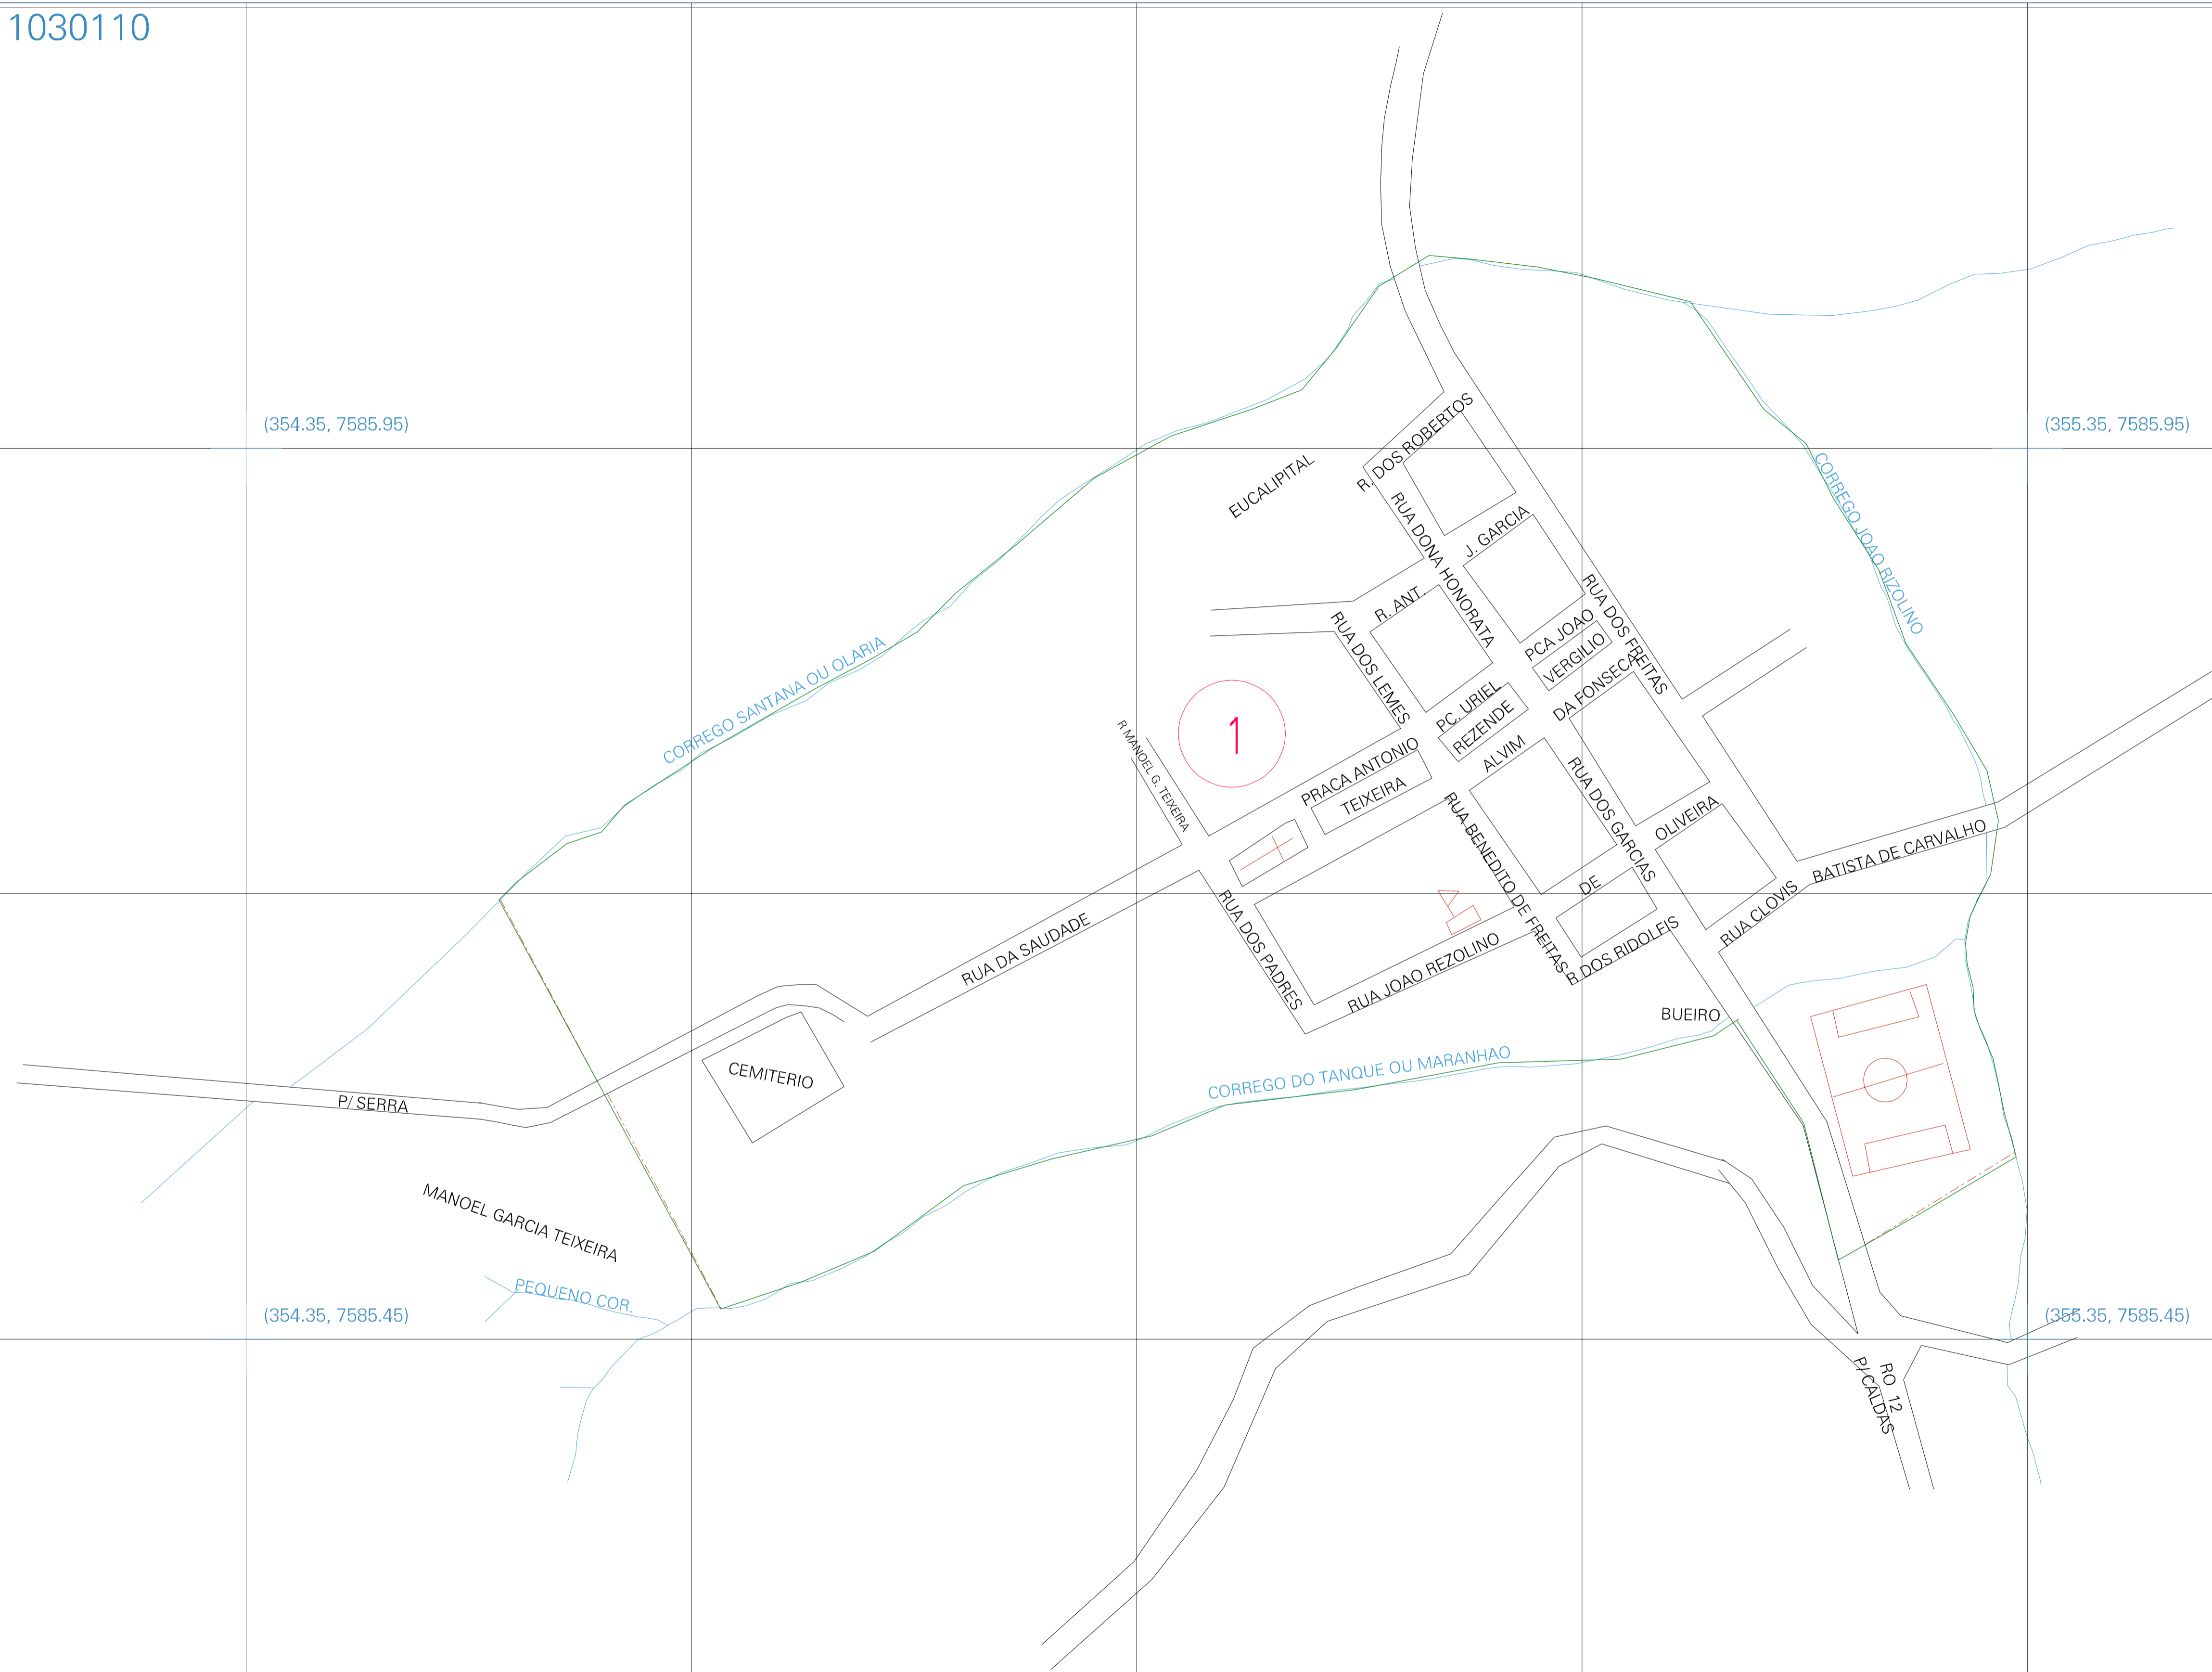 1030110
(354.35, 7585.95)
(355.35, 7585.95)
R. DOS ROBERTOS
EUCALIPITAL
CORREGO JOAO RIZOLINO
RUA DONA HONORATA
J. GARCIA
R. ANT.
RUA DOS FREITAS
PCA JOAO
VERGILIO
DA FONSECA
RUA DOS LEMES
CORREGO SANTANA OU OLARIA
PC. URIEL
REZENDE
ALVIM
1
R MANOEL G. TEIXEIRA
PRACA ANTONIO
TEIXEIRA
RUA DOS GARCIAS
RUA BENEDITO DE FREITAS
OLIVEIRA
DE
BATISTA DE CARVALHO
RUA CLOVIS
RUA DOS PADRES
RUA DA SAUDADE
RUA JOAO REZOLINO
R.DOS RIDOLFIS
BUEIRO
CEMITERIO
CORREGO DO TANQUE OU MARANHAO
P/ SERRA
MANOEL GARCIA TEIXEIRA
PEQUENO COR.
(354.35, 7585.45)
(355.35, 7585.45)
RO 12
P/ CALDAS